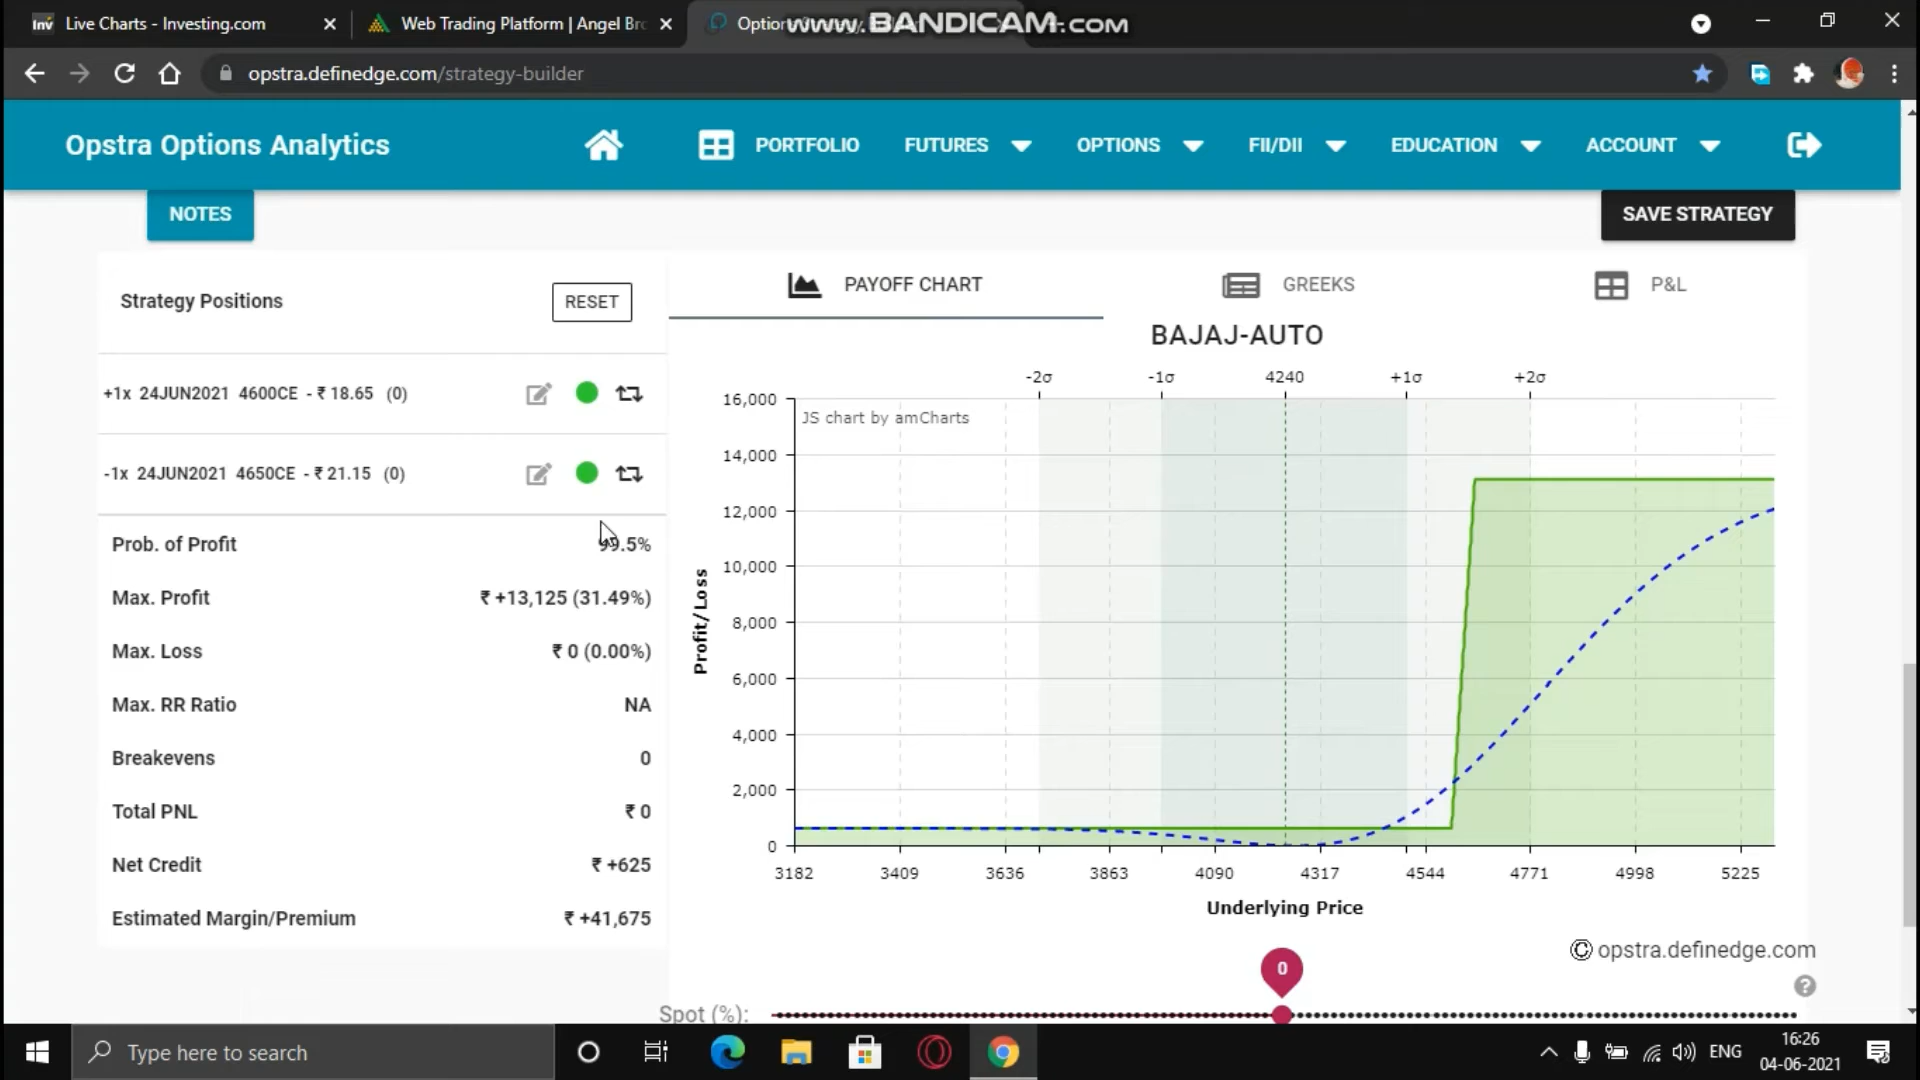 Live Charts - Investing.com
Web Trading Platform | Angel Bro
www.BANDICAM.com
opstra.definedge.com/strategy-builder
Opstra Options Analytics
PORTFOLIO
FUTURES
OPTIONS
FII/DII
EDUCATION
ACCOUNT
NOTES
SAVE STRATEGY
Strategy Positions
RESET
+1x 24JUN2021 4600CE - ₹ 18.65 (0)
-1x 24JUN2021 4650CE - ₹ 21.15 (0)
Prob. of Profit 99.5%
Max. Profit ₹ +13,125 (31.49%)
Max. Loss ₹ 0 (0.00%)
Max. RR Ratio NA
Breakevens 0
Total PNL ₹ 0
Net Credit ₹ +625
Estimated Margin/Premium ₹ +41,675
PAYOFF CHART
GREEKS
P&L
BAJAJ-AUTO
-2σ -1σ 4240 +1σ +2σ
JS chart by amCharts
16,000
14,000
12,000
10,000
8,000
6,000
4,000
2,000
0
Profit/Loss
3182 3409 3636 3863 4090 4317 4544 4771 4998 5225
Underlying Price
© opstra.definedge.com
?
0
Spot (%):
Type here to search
ENG
16:26
04-06-2021